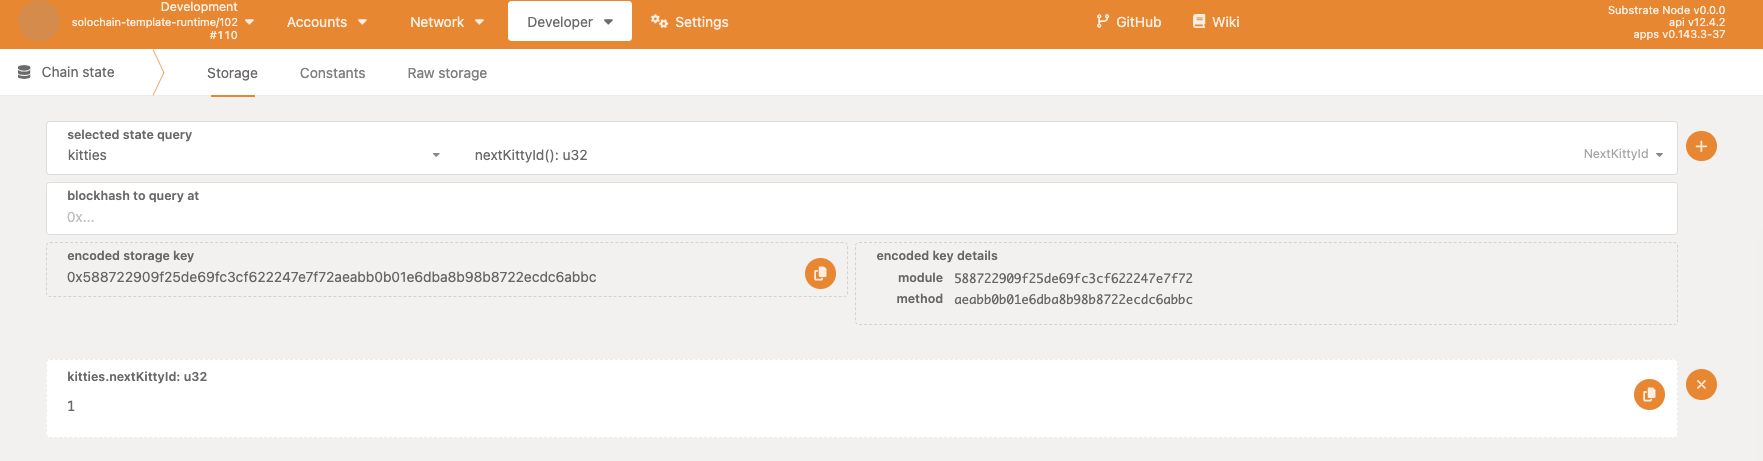 Development
solochain-template-runtime/102
#110
Accounts
Network
Developer
Settings
GitHub
Wiki
Substrate Node v0.0.0
api v12.4.2
apps v0.143.3-37
Chain state
Storage
Constants
Raw storage
selected state query
kitties
nextKittyId(): u32
NextKittyId
blockhash to query at
0x...
encoded storage key
0x588722909f25de69fc3cf622247e7f72aeabb0b01e6dba8b98b8722ecdc6abbc
encoded key details
module 588722909f25de69fc3cf622247e7f72
method aeabb0b01e6dba8b98b8722ecdc6abbc
kitties.nextKittyId: u32
1